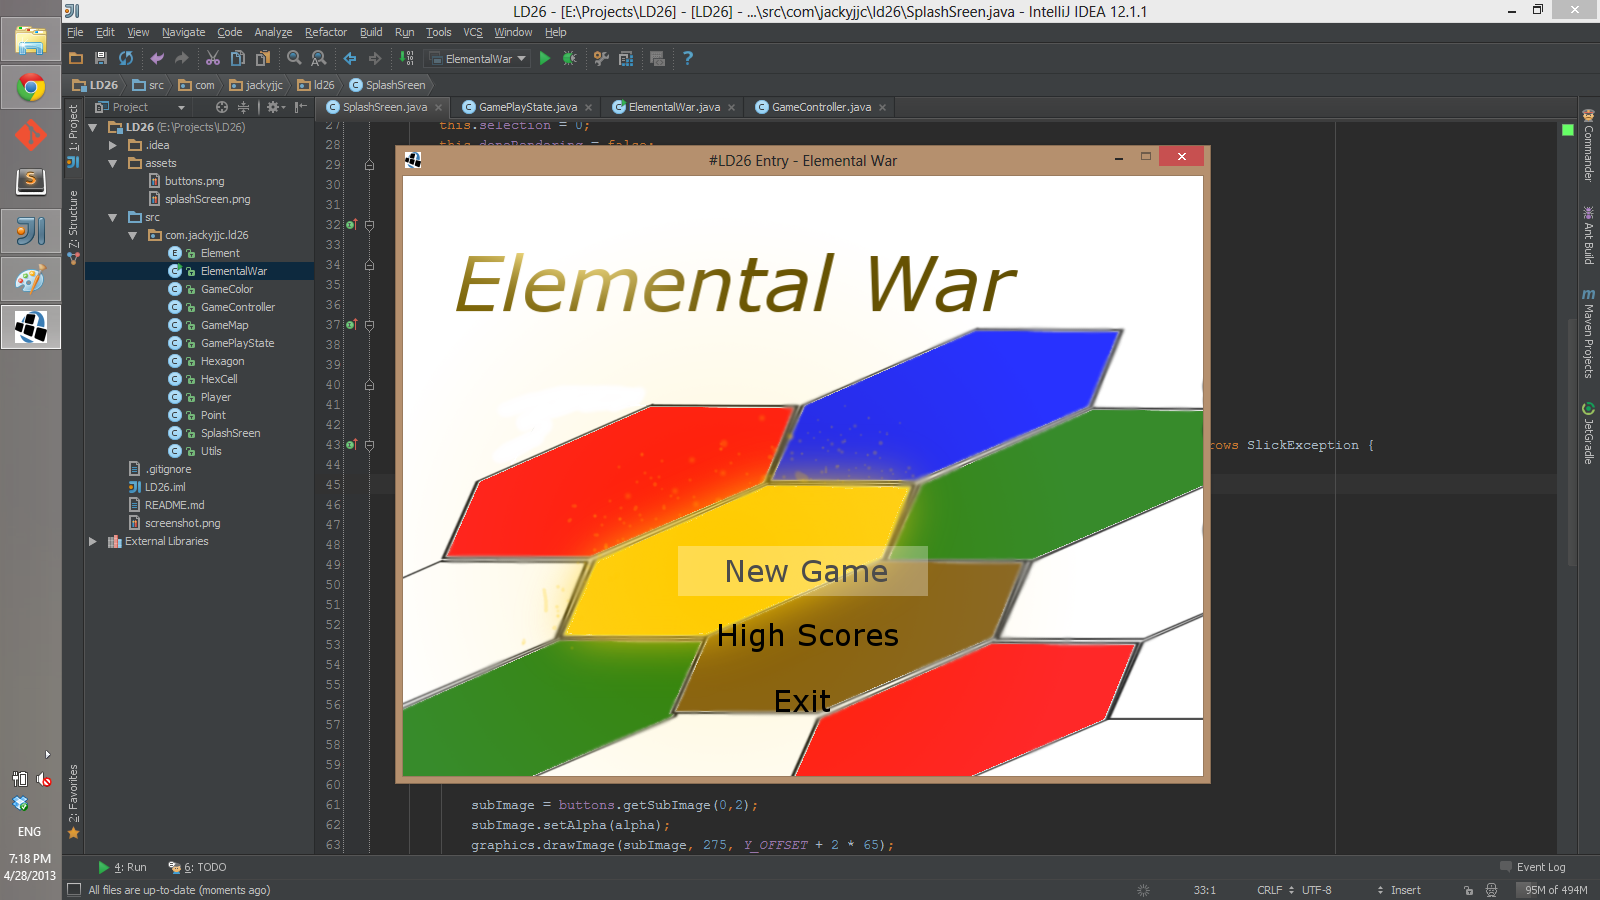 LD26 - [E:\Projects\LD26] - [LD26] - ...\src\com\jackyjjc\ld26\SplashSreen.java - IntelliJ IDEA 12.1.1
File Edit View Navigate Code Analyze Refactor Build Run Tools VCS Window Help
ElementalWar
LD26 src com jackyjjc ld26 SplashSreen
Project
SplashSreen.java GamePlayState.java ElementalWar.java GameController.java
1: Project
7: Structure
2: Favorites
LD26 (E:\Projects\LD26)
.idea
assets
buttons.png
splashScreen.png
src
com.jackyjjc.ld26
Element
ElementalWar
GameColor
GameController
GameMap
GamePlayState
Hexagon
HexCell
Player
Point
SplashSreen
Utils
.gitignore
LD26.iml
README.md
screenshot.png
External Libraries
27 this.selection = 0;
28 this.doneRendering = false;
29
30
31
32
33
34
35
36
37
38
39
40
41
42
43 rows SlickException {
44
45
46
47
48
49
50
51
52
53
54
55
56
57
58
59
60
61 subImage = buttons.getSubImage(0,2);
62 subImage.setAlpha(alpha);
63 graphics.drawImage(subImage, 275, Y_OFFSET + 2 * 65);
#LD26 Entry - Elemental War
Elemental War
New Game
High Scores
Exit
Commander
Ant Build
Maven Projects
JetGradle
4: Run 6: TODO Event Log
All files are up-to-date (moments ago) 33:1 CRLF UTF-8 Insert 95M of 494M
ENG
7:18 PM
4/28/2013